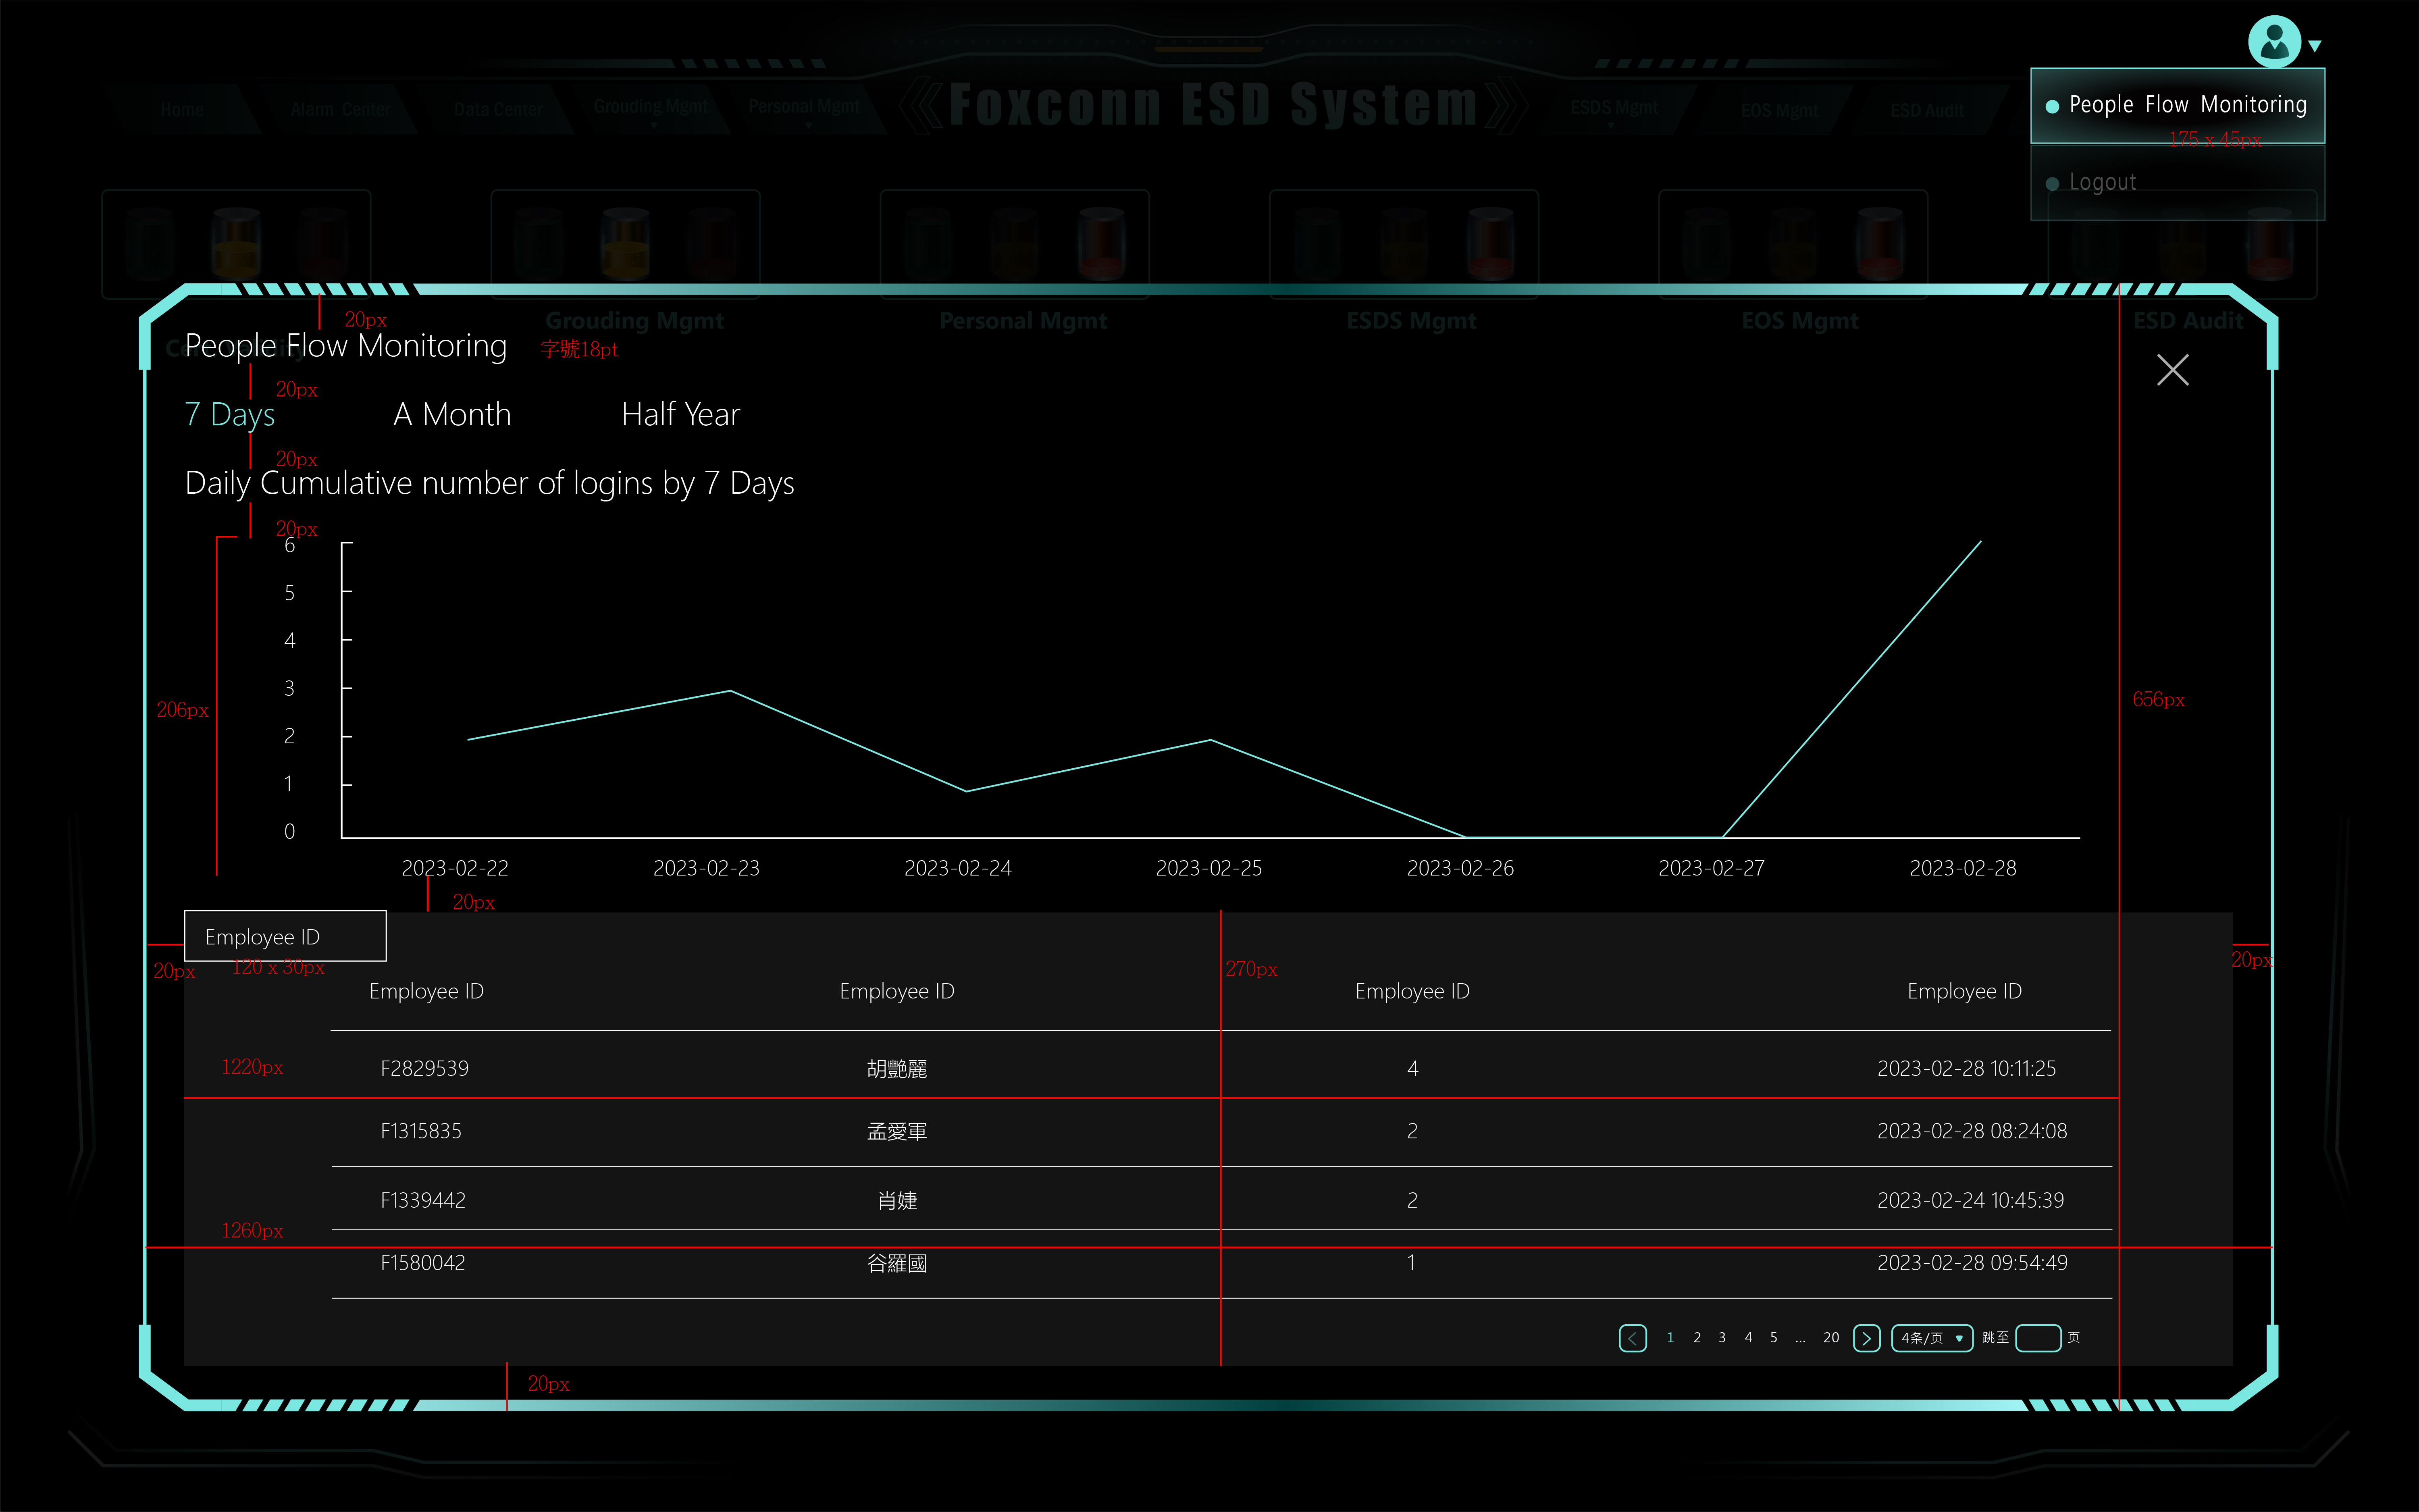 Home
Alarm Center
Data Center
Grouding Mgmt
Personal Mgmt
Foxconn ESD System
ESDS Mgmt
EOS Mgmt
ESD Audit
People Flow Monitoring
175 x 45px
Logout
Grouding Mgmt
Personal Mgmt
ESDS Mgmt
EOS Mgmt
ESD Audit
20px
People Flow Monitoring
字號18pt
20px
7 Days
A Month
Half Year
20px
Daily Cumulative number of logins by 7 Days
20px
6
5
4
3
2
1
0
206px
656px
2023-02-22
2023-02-23
2023-02-24
2023-02-25
2023-02-26
2023-02-27
2023-02-28
20px
Employee ID
20px
120 x 30px
270px
20px
Employee ID
Employee ID
Employee ID
Employee ID
1220px
F2829539
胡艷麗
4
2023-02-28 10:11:25
F1315835
孟愛軍
2
2023-02-28 08:24:08
F1339442
肖婕
2
2023-02-24 10:45:39
1260px
F1580042
谷羅國
1
2023-02-28 09:54:49
1 2 3 4 5 ... 20
4条/页
跳至
页
20px